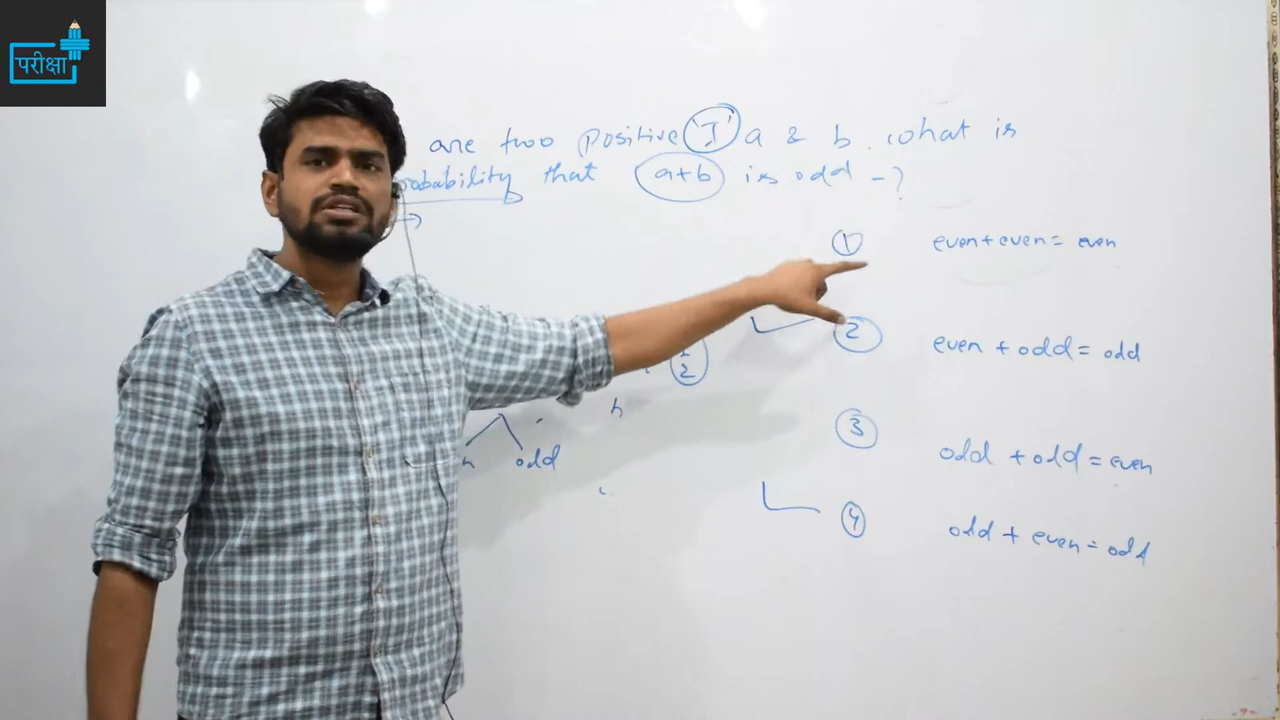 परीक्षा
are two positive 'I' a & b. what is
robability that a+b is odd - ?
① even + even = even
② even + odd = odd
2
h
③ odd + odd = even
n odd
④ odd + even = odd